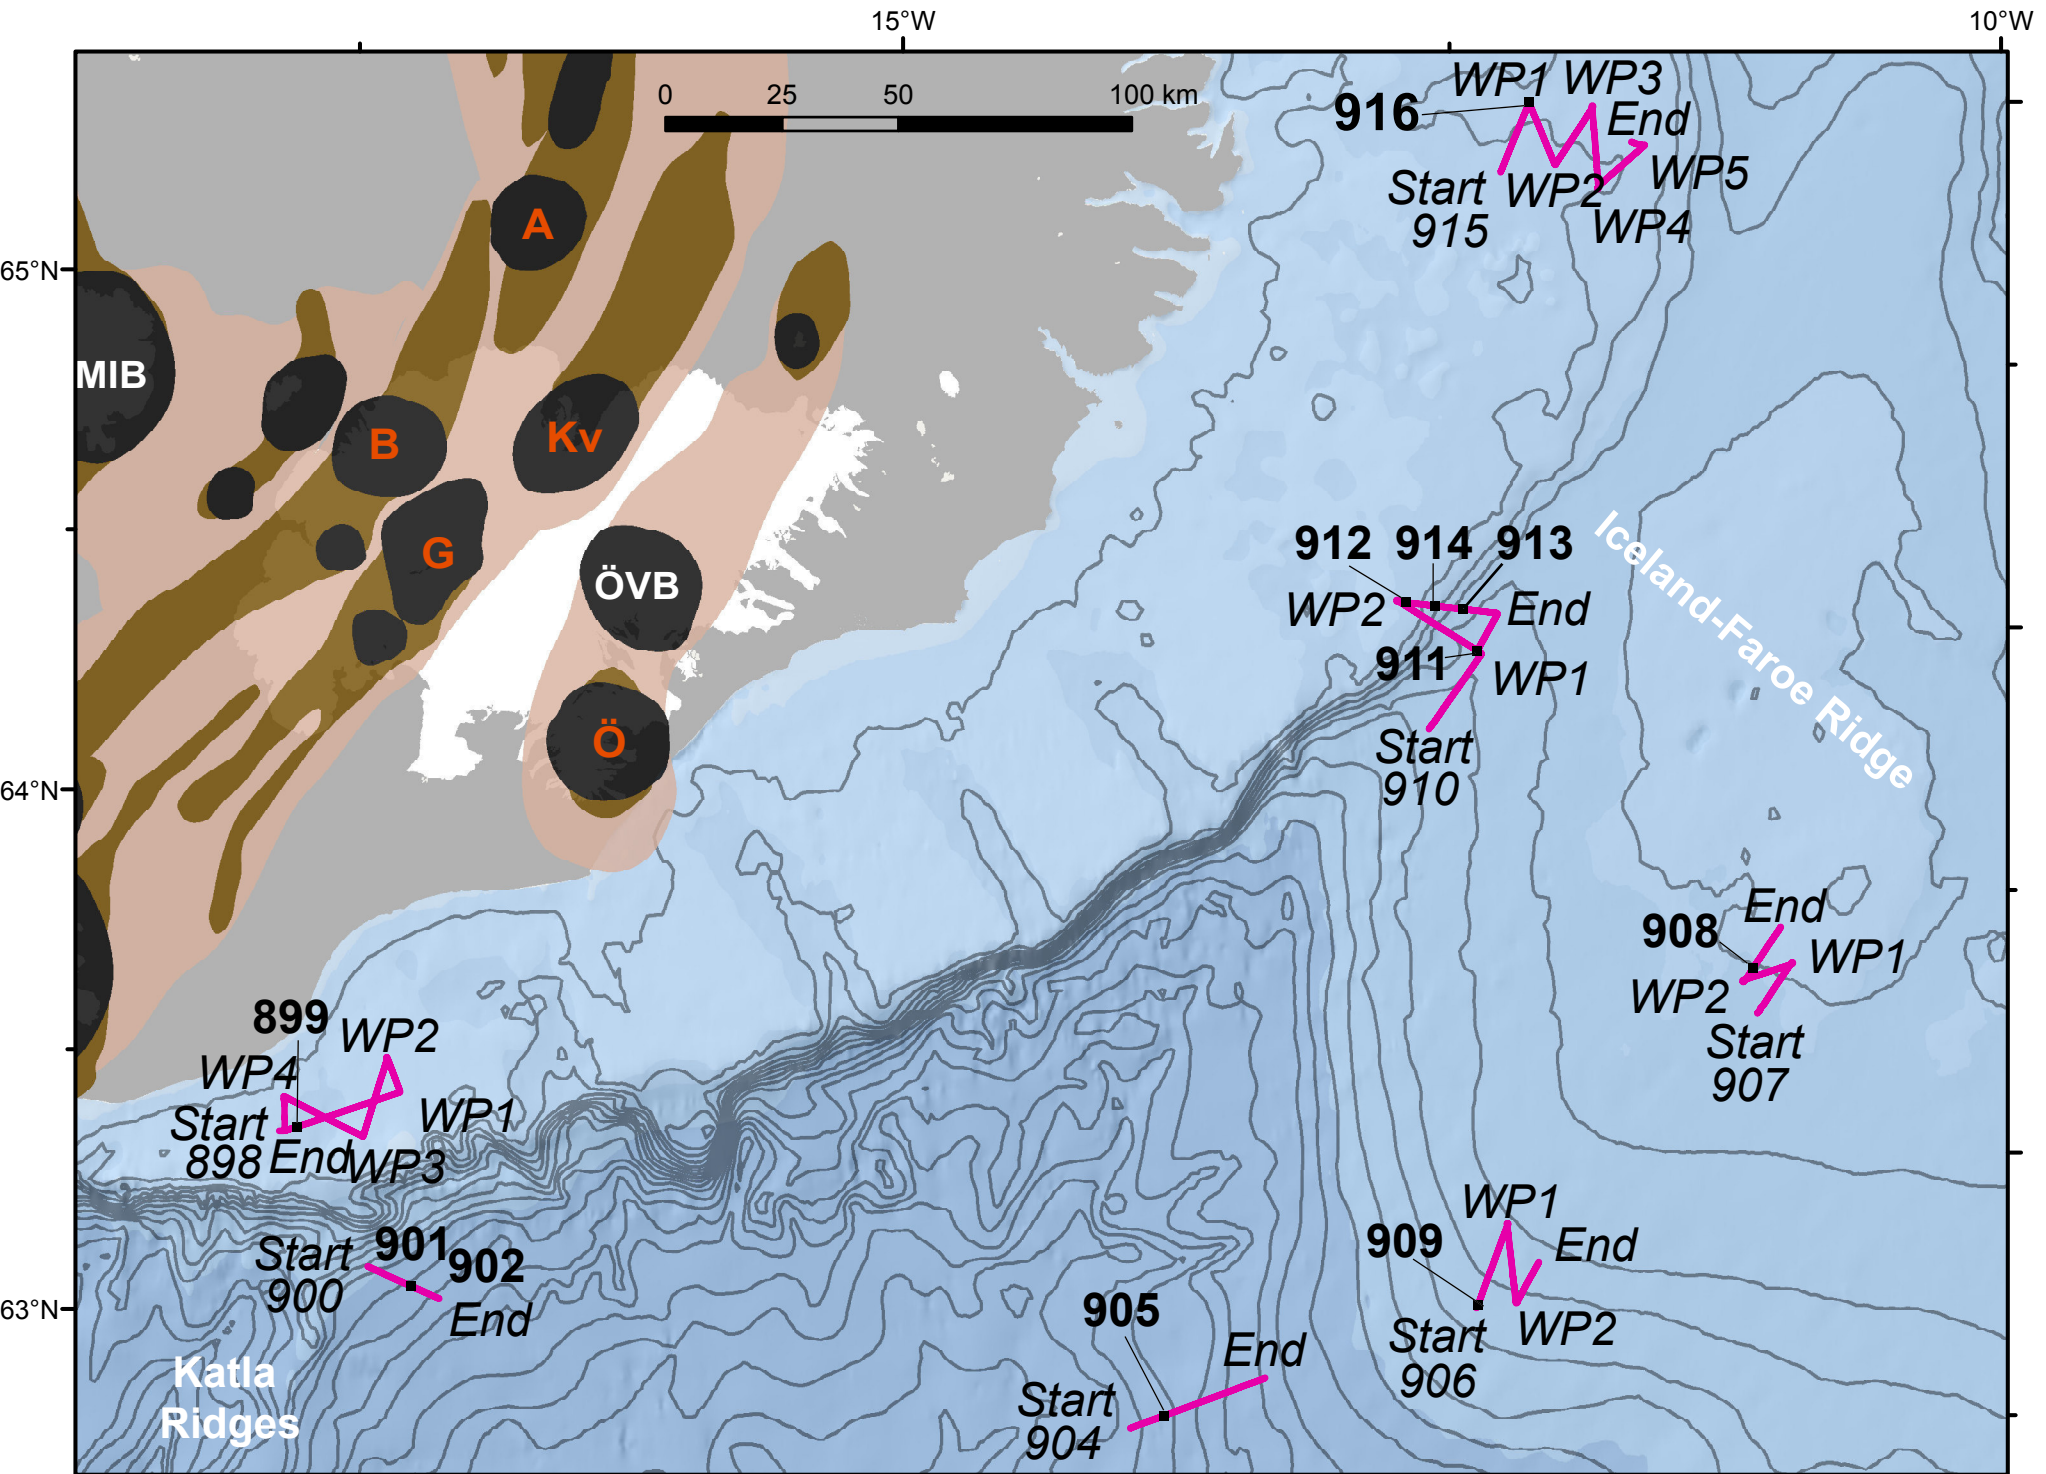 15°W
10°W
0 25 50 100 km
WP1 WP3
916
End
WP5
Start WP2
915
WP4
A
65°N
MIB
B
Kv
G
ÖVB
Iceland-Faroe Ridge
912 914 913
WP2
End
911
WP1
Start
910
Ö
64°N
End
908
WP1
WP2
Start
907
899
WP2
WP4
WP1
Start
898
End
WP3
WP1
909
End
Start
906
WP2
Start
900
901
902
End
63°N
905
End
Start
904
Katla
Ridges